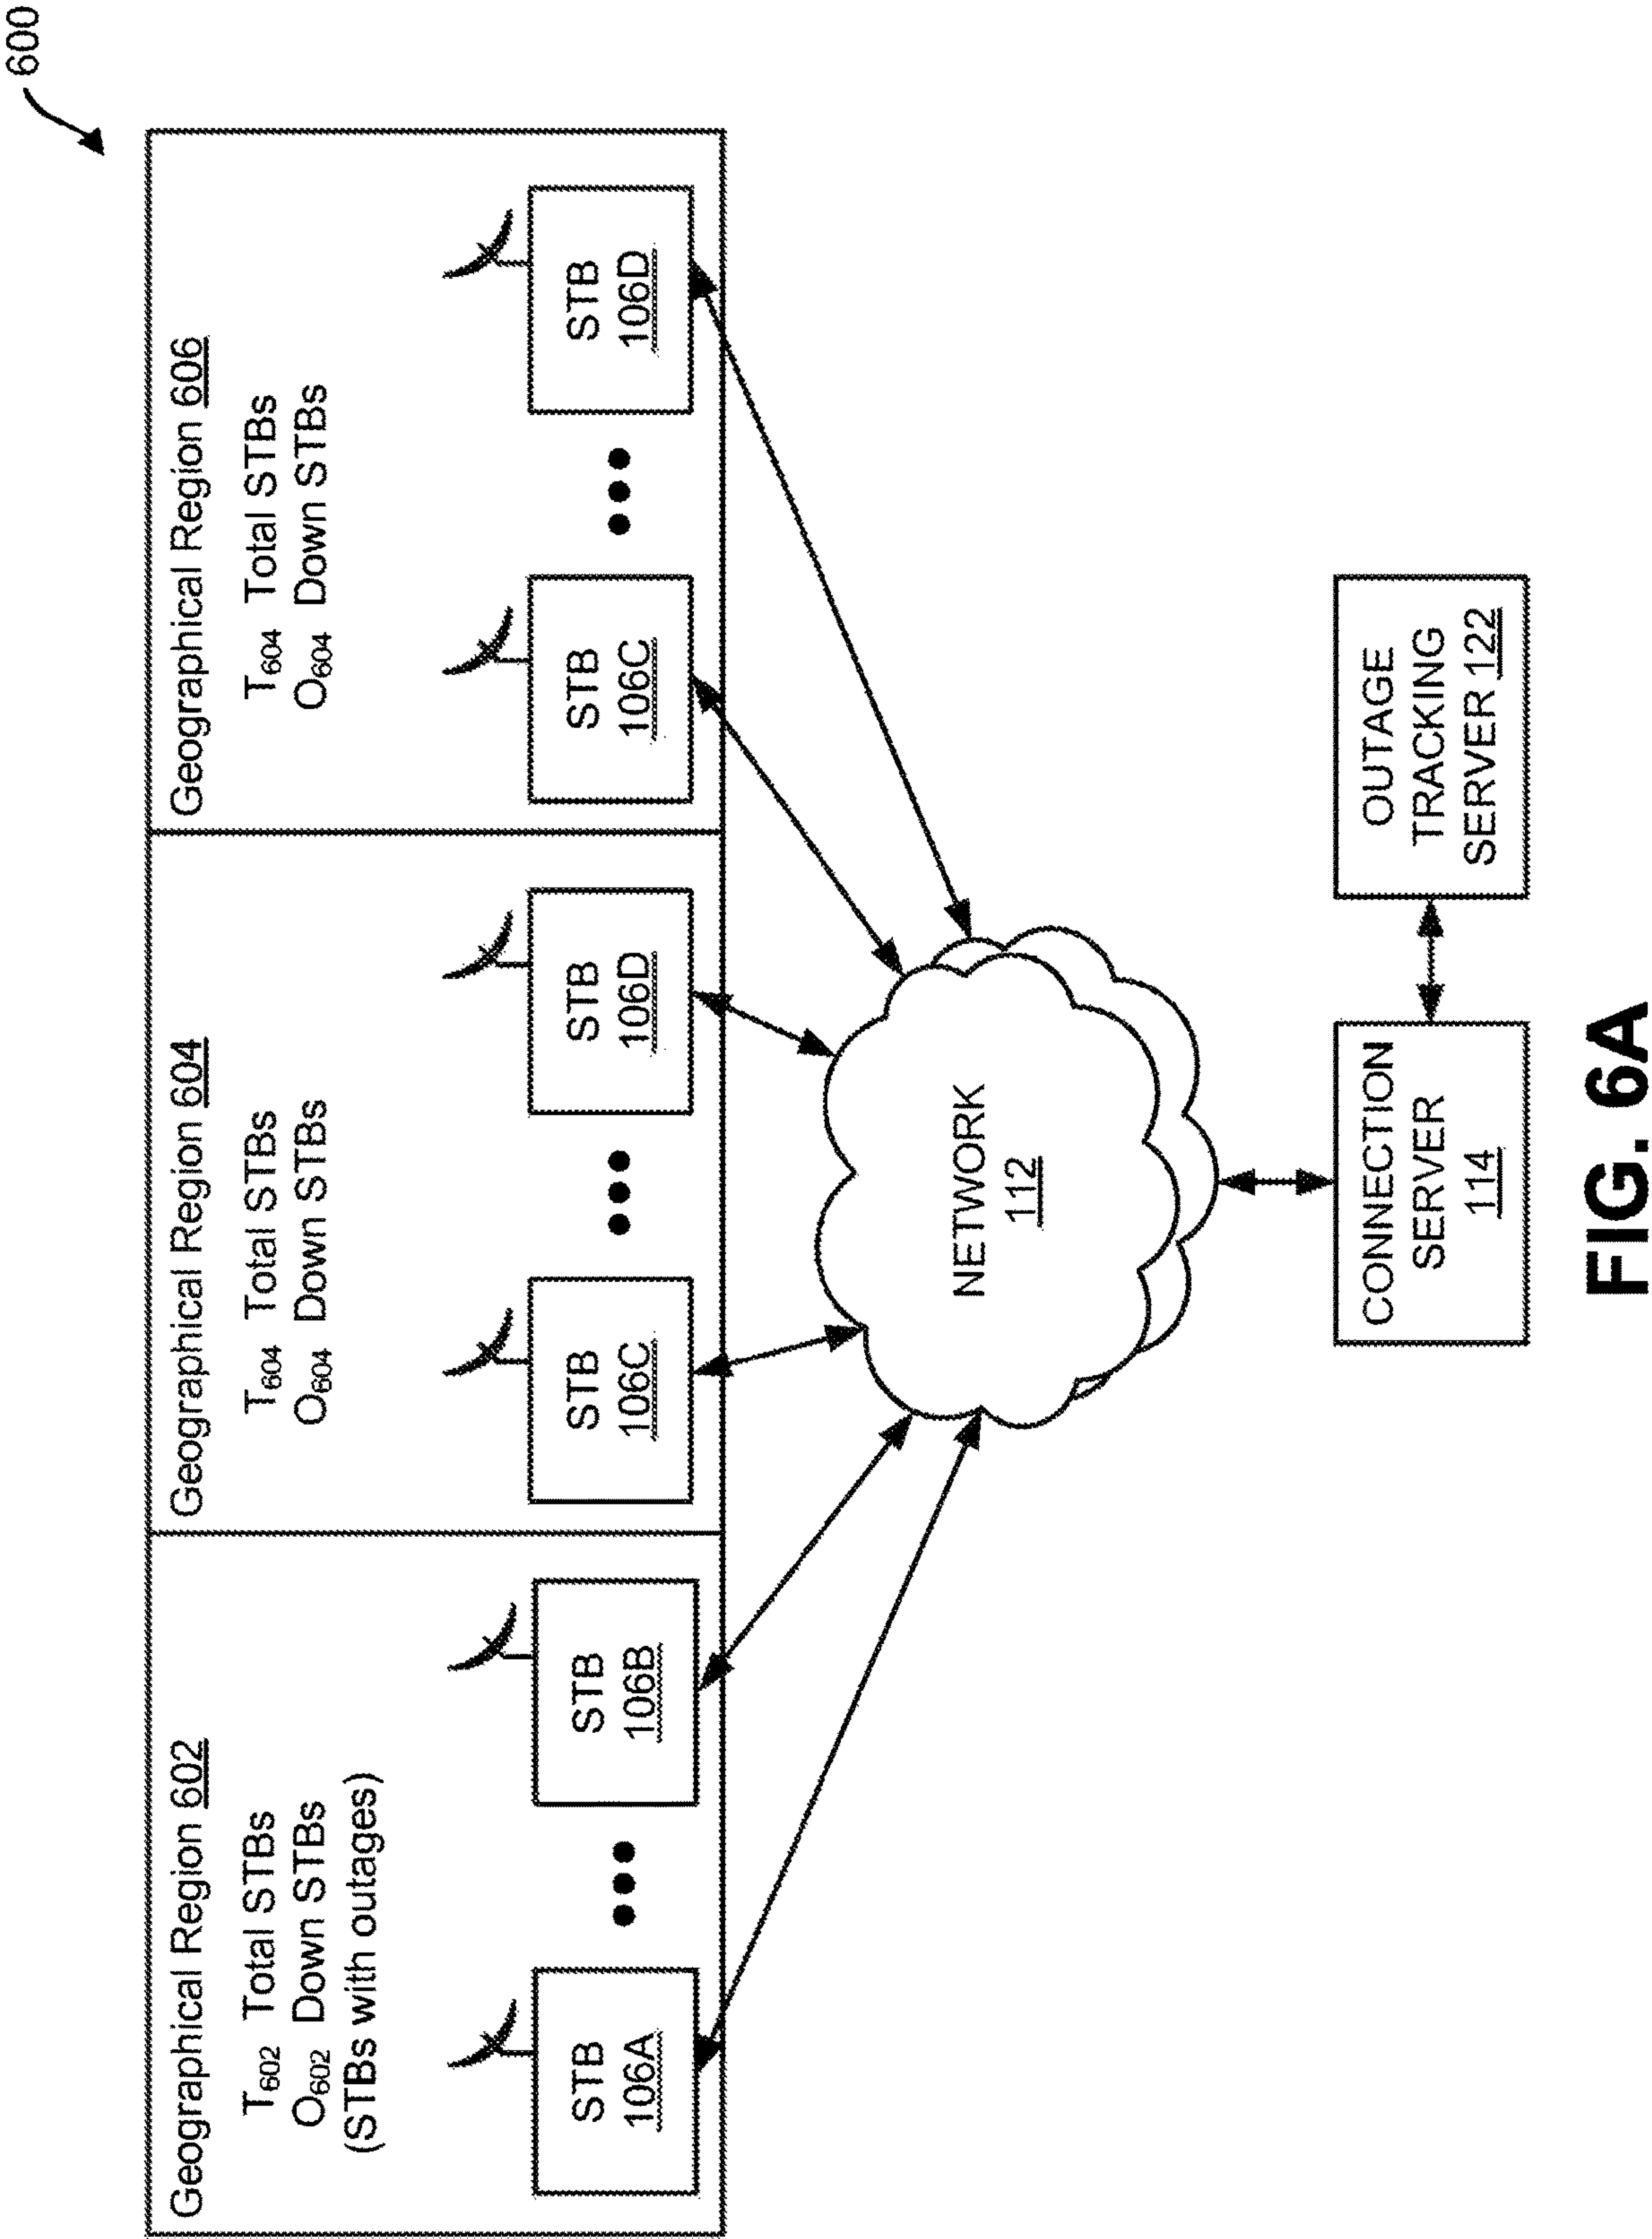 600
Geographical Region 602
T602 Total STBs
O602 Down STBs
(STBs with outages)
STB
106A
STB
106B
Geographical Region 604
T604 Total STBs
O604 Down STBs
STB
106C
STB
106D
Geographical Region 606
T604 Total STBs
O604 Down STBs
STB
106C
STB
106D
NETWORK
112
CONNECTION
SERVER
114
OUTAGE
TRACKING
SERVER 122
FIG. 6A